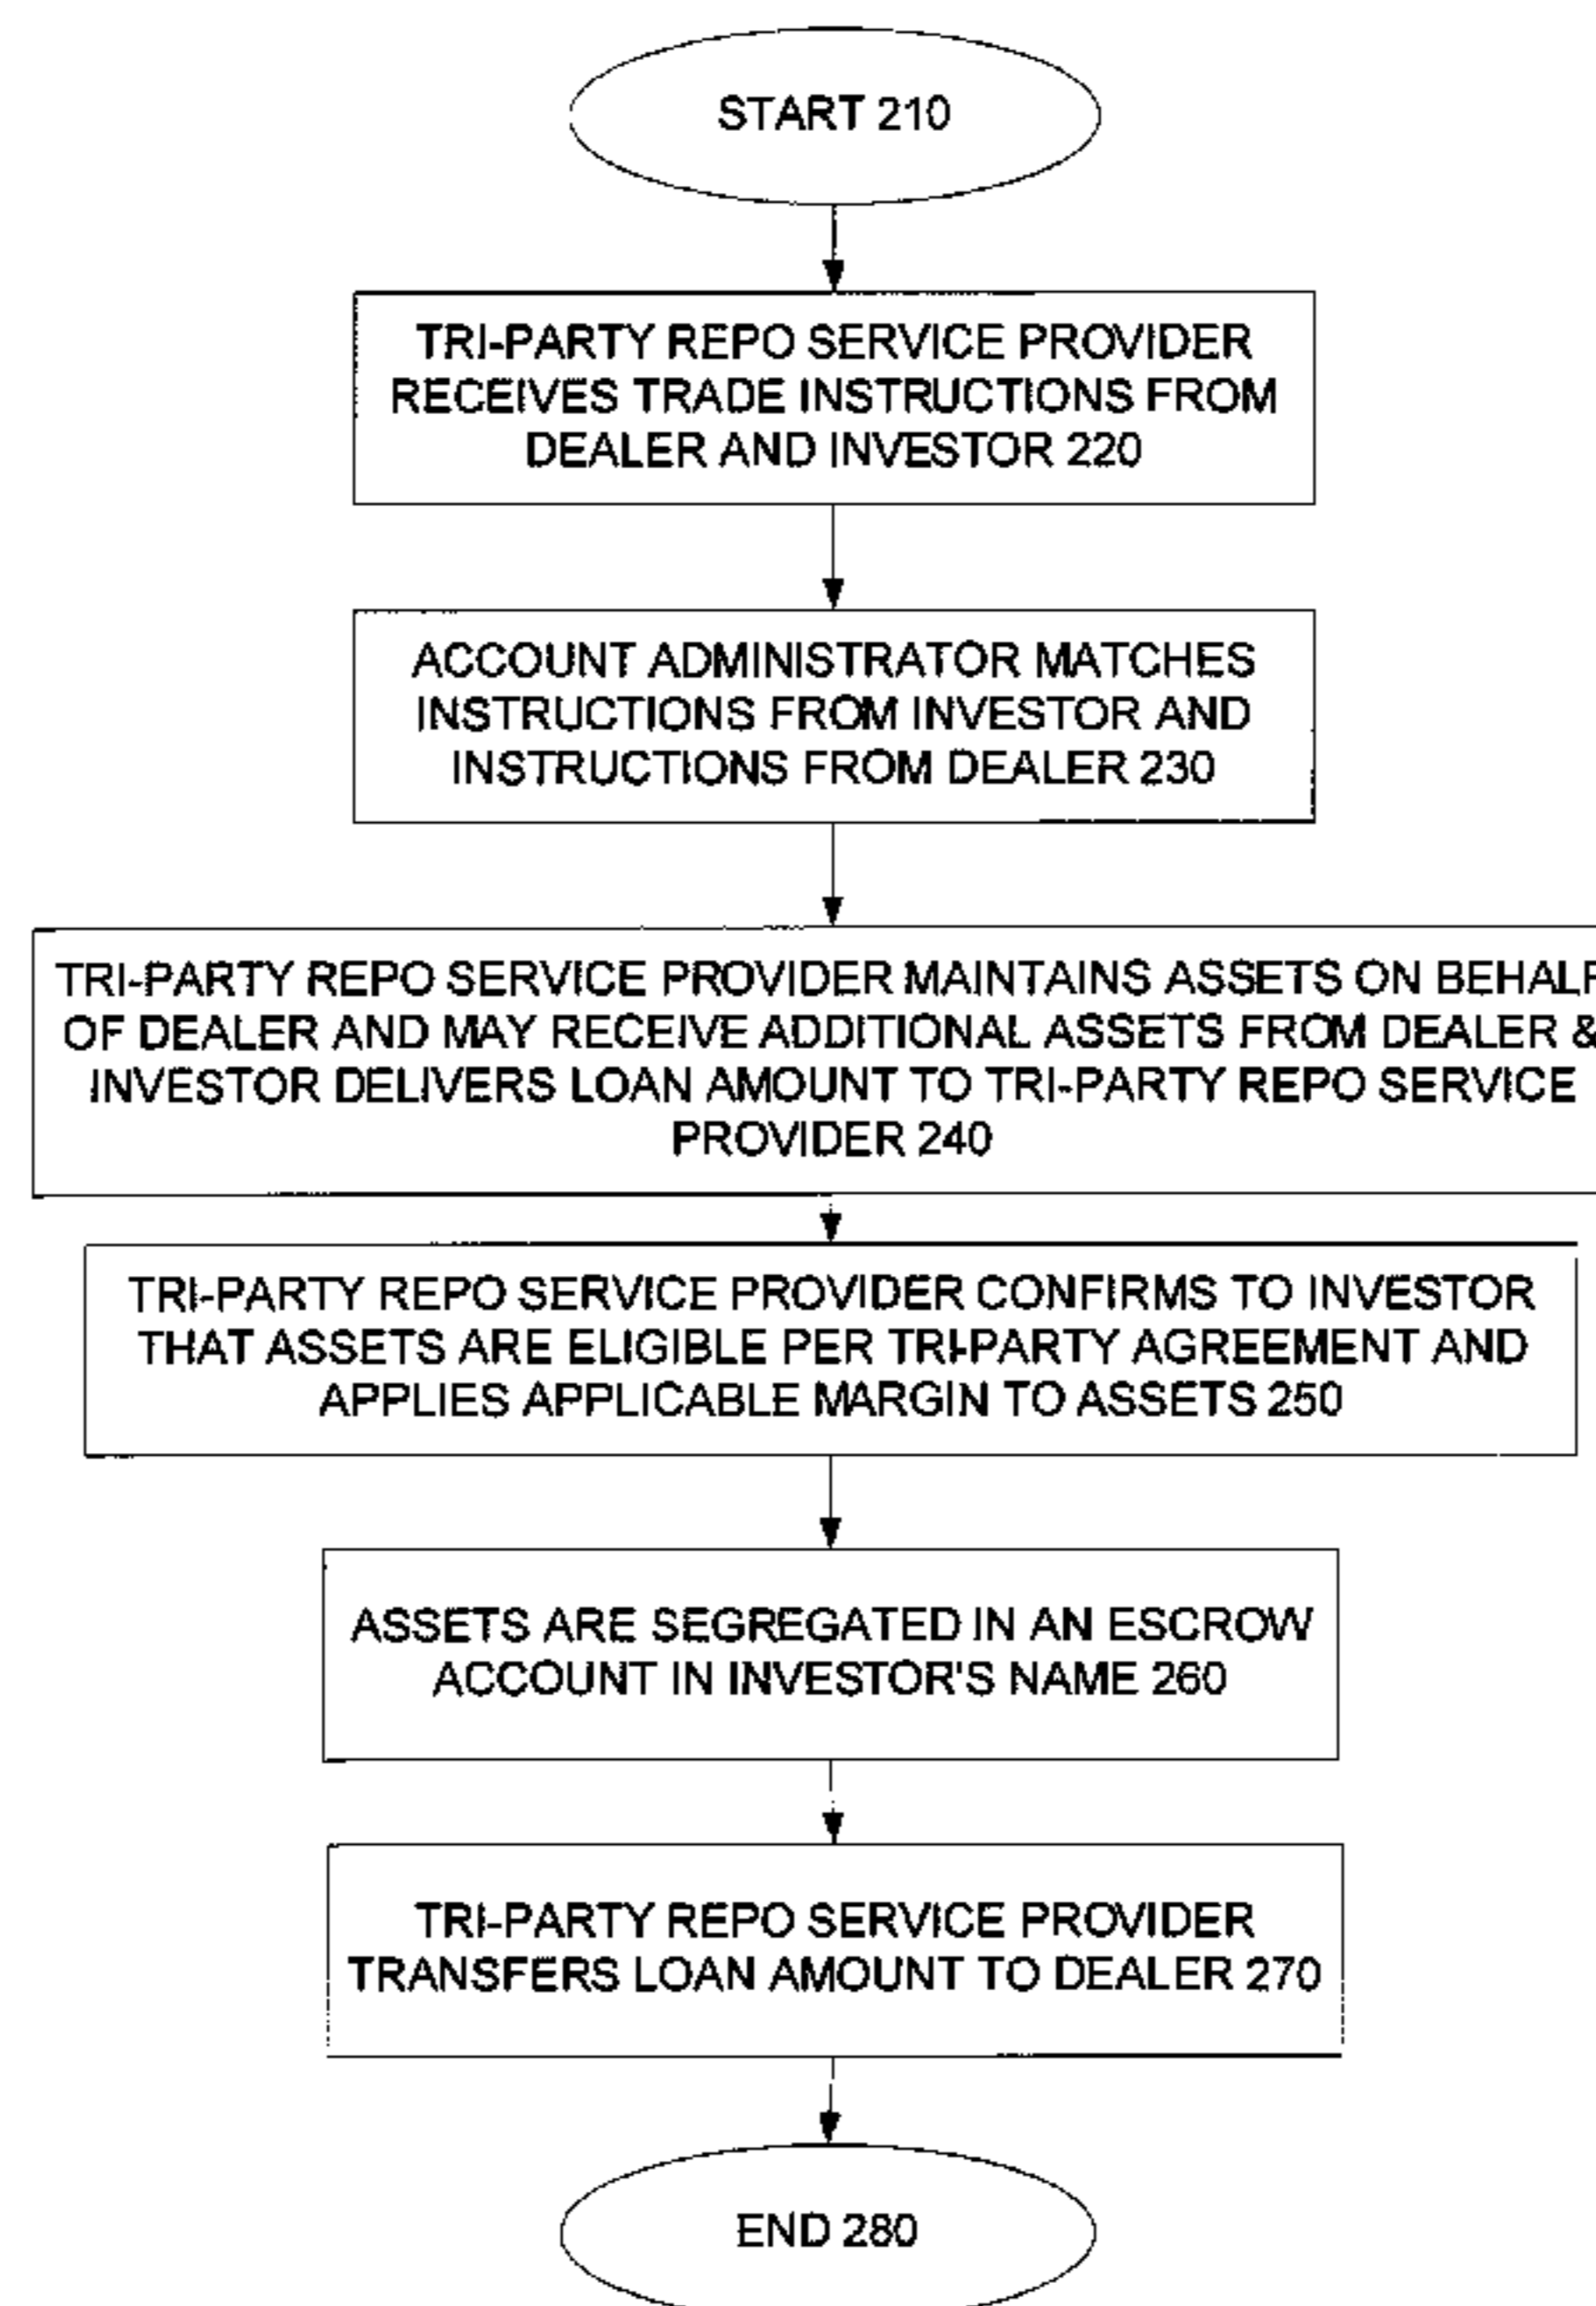 START 210
TRI-PARTY REPO SERVICE PROVIDER
RECEIVES TRADE INSTRUCTIONS FROM
DEALER AND INVESTOR 220
ACCOUNT ADMINISTRATOR MATCHES
INSTRUCTIONS FROM INVESTOR AND
INSTRUCTIONS FROM DEALER 230
TRI-PARTY REPO SERVICE PROVIDER MAINTAINS ASSETS ON BEHALF
OF DEALER AND MAY RECEIVE ADDITIONAL ASSETS FROM DEALER &
INVESTOR DELIVERS LOAN AMOUNT TO TRI-PARTY REPO SERVICE
PROVIDER 240
TRI-PARTY REPO SERVICE PROVIDER CONFIRMS TO INVESTOR
THAT ASSETS ARE ELIGIBLE PER TRI-PARTY AGREEMENT AND
APPLIES APPLICABLE MARGIN TO ASSETS 250
ASSETS ARE SEGREGATED IN AN ESCROW
ACCOUNT IN INVESTOR'S NAME 260
TRI-PARTY REPO SERVICE PROVIDER
TRANSFERS LOAN AMOUNT TO DEALER 270
END 280